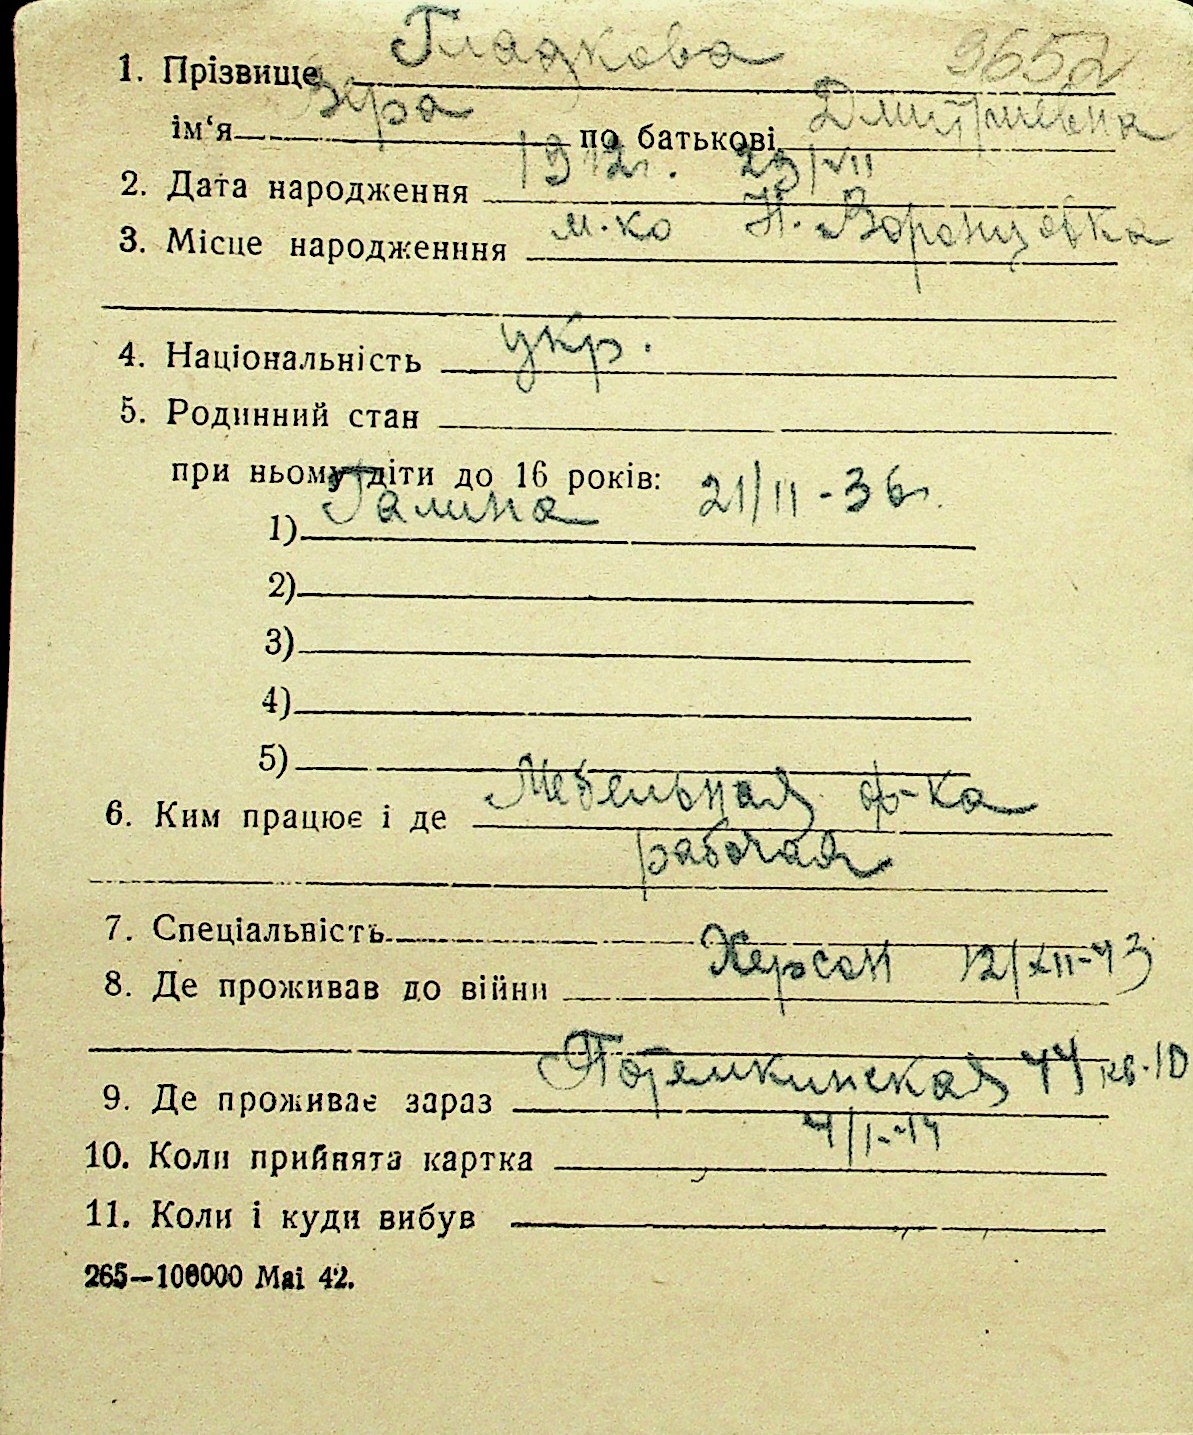 1. Прізвище Гладкова 9652
ім‘я Вера по батькові Дмитриевна
2. Дата народження 1912г. 23/VII
3. Місце народженння м-ко Н. Воронцовка
4. Національність укр.
5. Родинний стан
при ньому діти до 16 років:
1) Галина 21/II-36г.
2)
3)
4)
5)
6. Ким працює і де Мебельная ф-ка
рабочая
7. Спеціальність
8. Де проживав до війни Херсон 12/XII-43
9. Де проживає зараз Потемкинская 44 кв.10
10. Коли прийнята картка 4/I-44
11. Коли і куди вибув
265—100000 Mai 42.